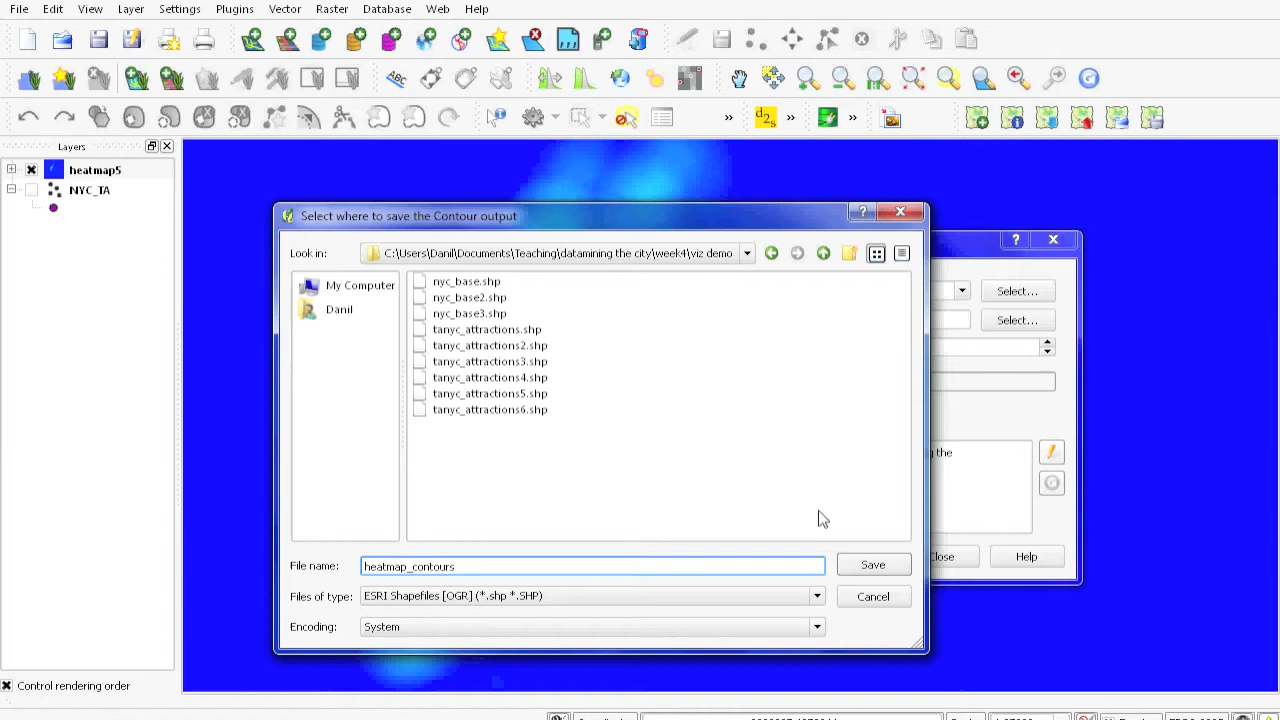 File Edit View Layer Settings Plugins Vector Raster Database Web Help
Layers
heatmap5
NYC_TA
Select where to save the Contour output
Look in: C:\Users\Danil\Documents\Teaching\datamining the city\week4\viz demo
My Computer
Danil
nyc_base.shp
nyc_base2.shp
nyc_base3.shp
tanyc_attractions.shp
tanyc_attractions2.shp
tanyc_attractions3.shp
tanyc_attractions4.shp
tanyc_attractions5.shp
tanyc_attractions6.shp
File name: heatmap_contours Save
Files of type: ESRI Shapefiles [OGR] (*.shp *.SHP) Cancel
Encoding: System
Select...
Select...
the
Close Help
Control rendering order